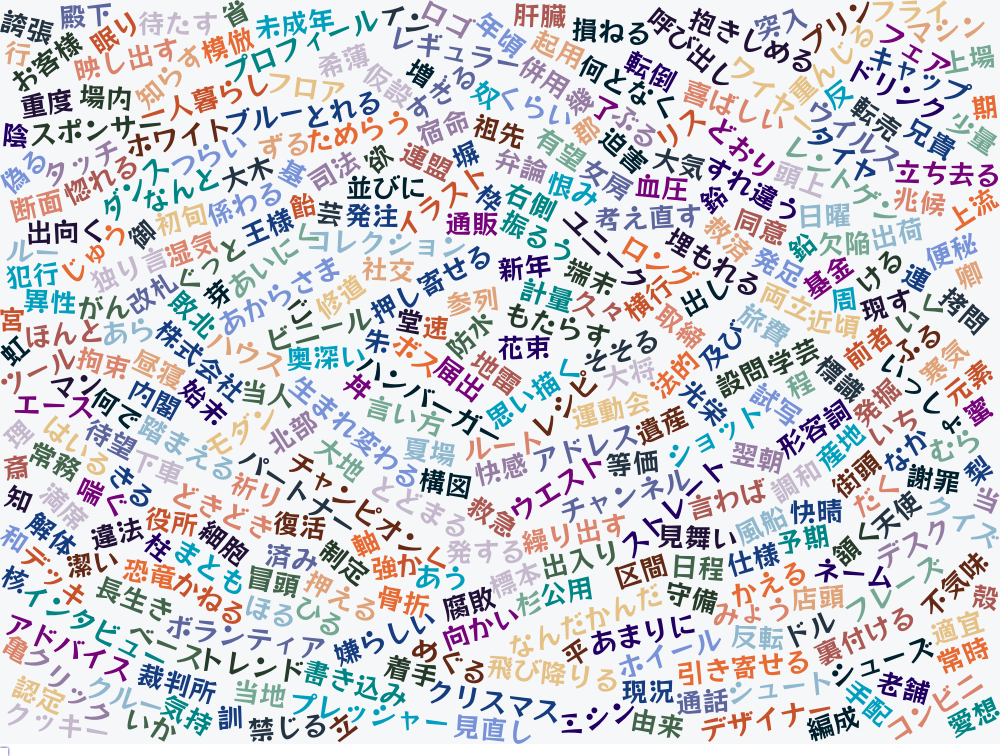 誇張
殿下
眠り
待たす
省
未成年
イン
ロゴ
年頃
肝臓
損ねる
呼び出し
抱きしめる
突入
プリン
フライ
マシン
行
お客様
映し出す
模倣
プロフィール
希薄
レギュラー
起用
併用
何となく
転倒
ワイヤー
重んじる
フェア
キャップ
ドリンク
上場
重度
場内
知らす
一人暮らし
フロア
仮設
増せる
奴
くらい
喜ばしい
反
転売
兄貴
期
少量
陰
スポンサー
ホワイト
ブルー
とれる
ずる
ためらう
宿命
祖先
有望
郡
迫害
リス
どおり
ウイルス
タイヤ
レントゲン
立ち去る
偽る
タッチ
惚れる
ダンス
つらい
大木
基
司法
欲
連盟
塀
弁論
恨み
女房
大気
血圧
すれ違う
頭上
兆候
上流
断面
なんと
係わる
飴
並びに
芸
発注
イラスト
枠
右側
通販
振るう
ユニーク
考え直す
鈴
同意
日曜
鉛
欠陥
出荷
出向く
じゅう
御
初旬
王様
コレクション
救済
発足
便秘
ルー
犯行
独り言
湿気
ぐっと
あいにく
社交
押し寄せる
新年
端末
ロング
埋もれる
基金
ける
連
卿
異性
がん
改札
敗北
芽
あからさま
修道
参列
計量
久々
横行
出し
両立
近頃
周
現す
拷問
宮
ほんと
あら
株式会社
ハウス
ビニール
朱
堂
速
防水
もたらす
取締
旅費
前者
虹
ツール
拘束
昼寝
奥深い
ボス
届出
地雷
花束
そそる
及び
設問
学芸
いっしょ
寒気
元素
マン
内閣
始末
当人
生まれ変わる
丼
ハンバーガー
思い描く
レシピ
大将
法的
光栄
試写
程
標識
発掘
蜜
エース
何で
待望
踏まえる
モダン
北部
言い方
運動会
遺産
ショット
形容詞
いち
なか
むら
はいる
常務
きる
下車
祈り
パートナー
チャンピオン
大地
夏場
ルート
快感
アドレス
等価
翌朝
調和
産地
街頭
謝罪
梨
斎
満席
喘ぐ
どきどき
復活
とどまる
構図
救急
ウエスト
チャンネル
ストレート
言わば
だく
天使
当
クイズ
知
解体
違法
役所
細胞
制定
軸
発する
繰り出す
見舞い
風船
快晴
領く
デスク
和
デッキ
潔い
柱
まとも
済み
強か
あう
標本
出入り
区間
日程
仕様
予期
核
恐竜
かねる
冒頭
押える
骨折
腐敗
杉
公用
守備
かえる
ネーム
フレーズ
不気味
殻
インタビュー
長生き
ほる
ひる
向かい
なんだかんだ
みよう
店頭
アドバイス
ベース
ボランティア
嫌らしい
めぐる
平
あまりに
反転
ドル
裏付ける
適宜
亀
クリック
トレンド
書き込み
着手
飛び降りる
ホイール
引き寄せる
シューズ
常時
認定
クルー
裁判所
当地
プレッシャー
クリスマス
現況
通話
シュート
手配
老舗
コンビニ
クッキー
いか
気持
訓
禁じる
立
見直し
ニシン
由来
デザイナー
編成
愛想